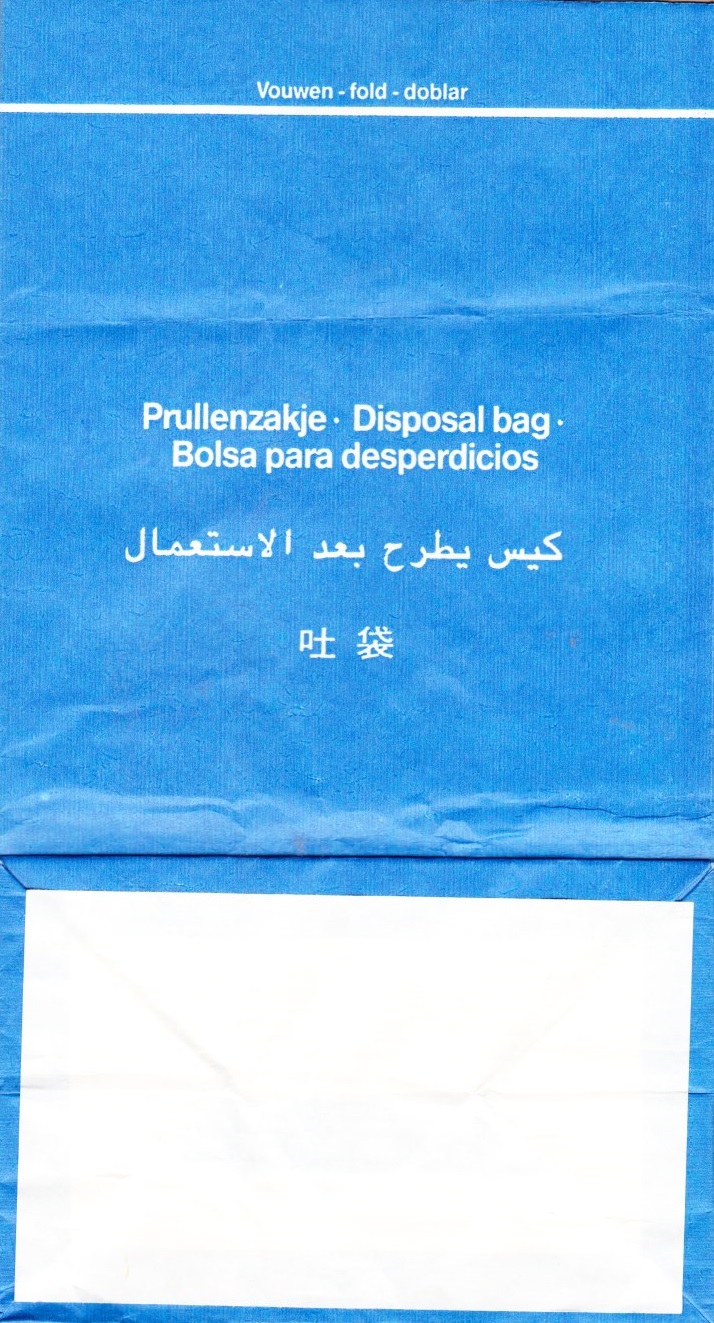 Vouwen - fold - doblar
Prullenzakje · Disposal bag ·
Bolsa para desperdicios
كيس يطرح بعد الاستعمال
吐 袋